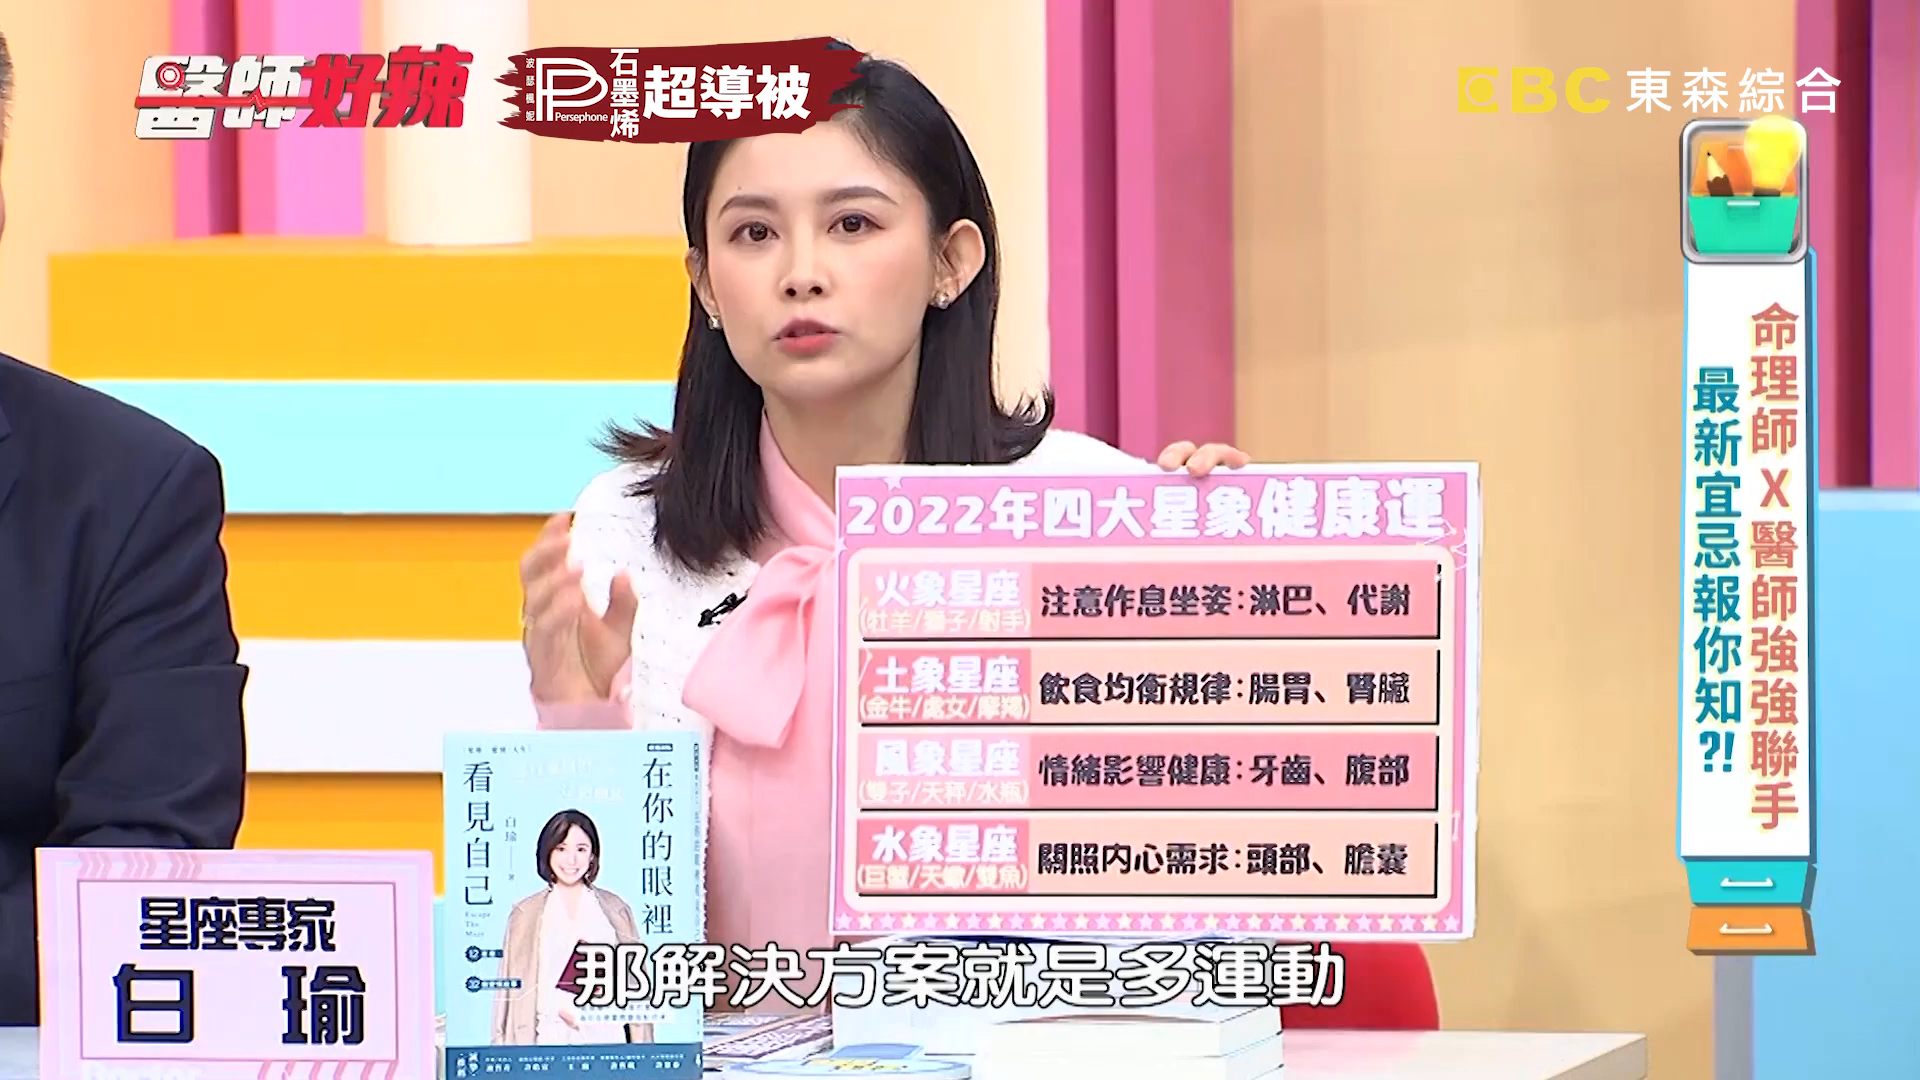 醫師好辣
波瑟楓妮
Persephone
石墨烯
超導被
EBC 東森綜合
命理師X醫師強強聯手
最新宜忌報你知?!
2022年四大星象健康運
火象星座
(牡羊/獅子/射手)
注意作息坐姿:淋巴、代謝
土象星座
(金牛/處女/摩羯)
飲食均衡規律:腸胃、腎臟
風象星座
(雙子/天秤/水瓶)
情緒影響健康:牙齒、腹部
水象星座
(巨蟹/天蠍/雙魚)
關照內心需求:頭部、膽囊
在你的眼裡
看見自己
白瑜
著
Escape
The
Maze
星座專家
白 瑜
那解決方案就是多運動